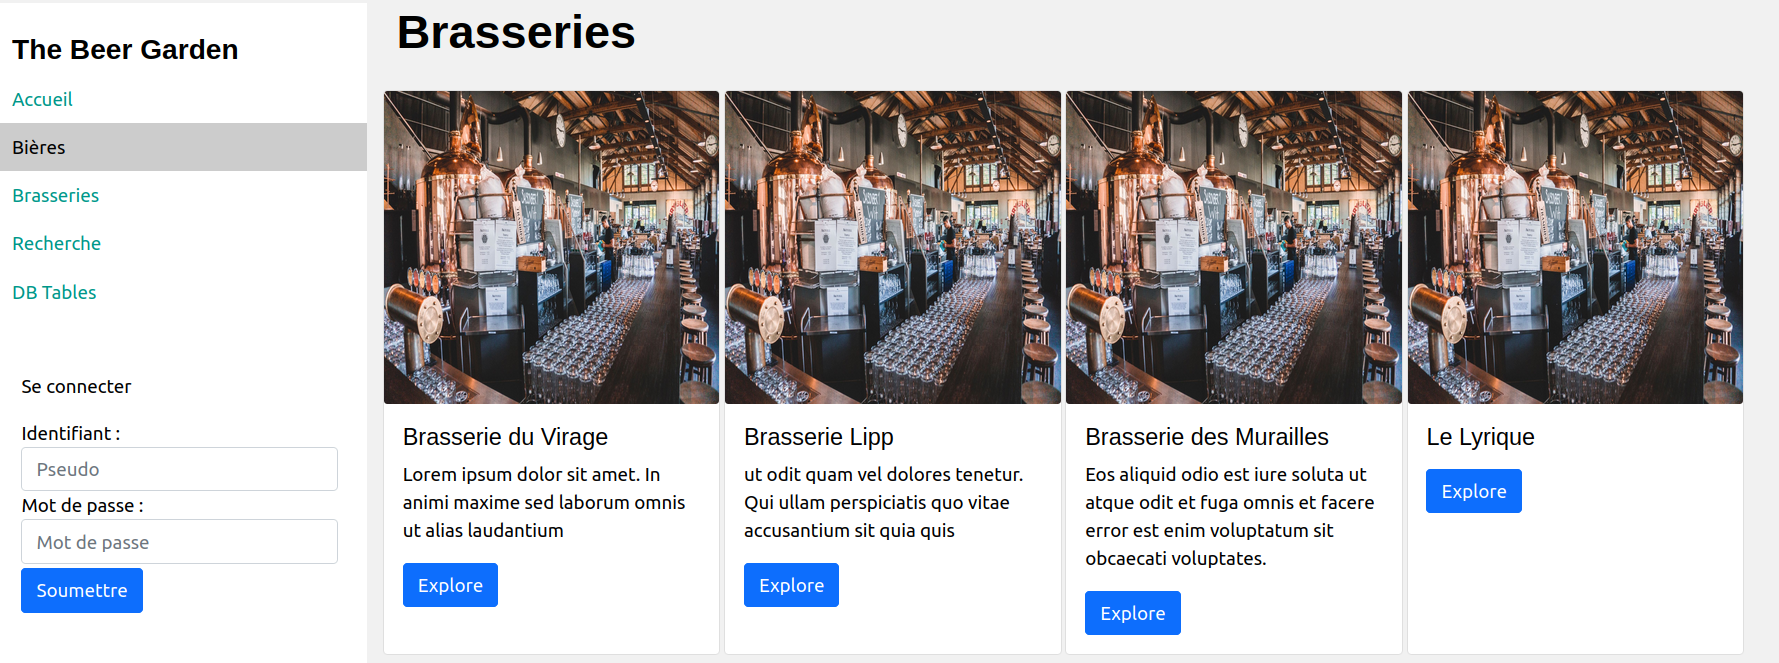 The Beer Garden
Accueil
Bières
Brasseries
Recherche
DB Tables
Se connecter
Identifiant :
Pseudo
Mot de passe :
Mot de passe
Soumettre
Brasseries
Brasserie du Virage
Lorem ipsum dolor sit amet. In
animi maxime sed laborum omnis
ut alias laudantium
Explore
Brasserie Lipp
ut odit quam vel dolores tenetur.
Qui ullam perspiciatis quo vitae
accusantium sit quia quis
Explore
Brasserie des Murailles
Eos aliquid odio est iure soluta ut
atque odit et fuga omnis et facere
error est enim voluptatum sit
obcaecati voluptates.
Explore
Le Lyrique
Explore